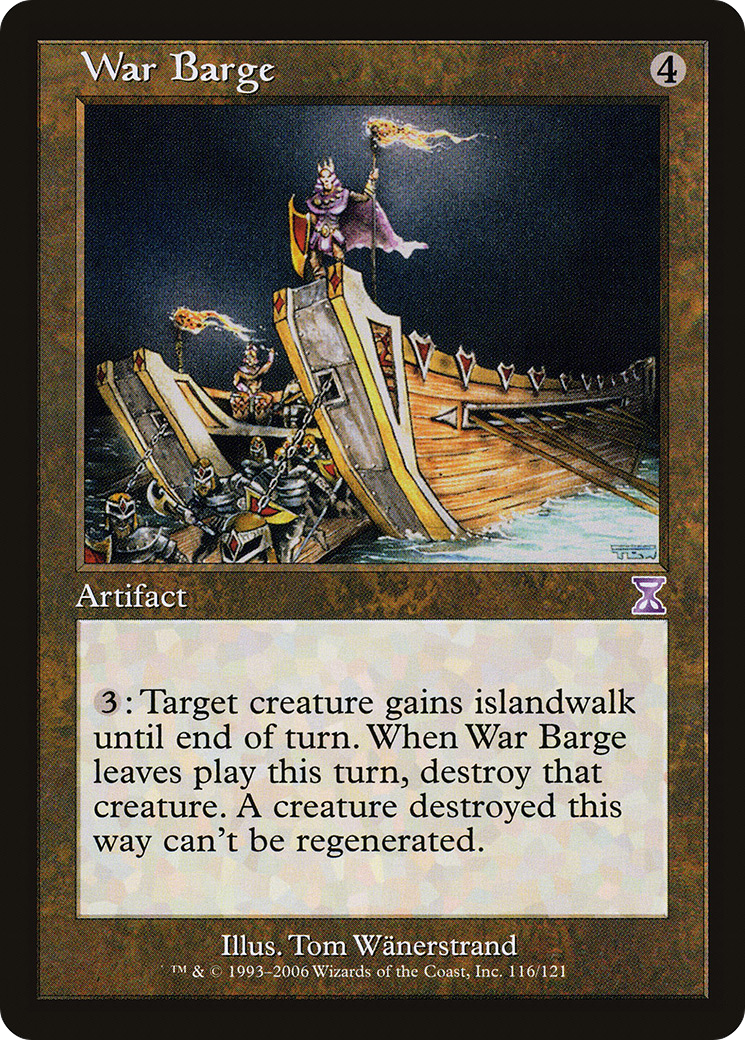 War Barge
4
Artifact
3: Target creature gains islandwalk
until end of turn. When War Barge
leaves play this turn, destroy that
creature. A creature destroyed this
way can't be regenerated.
Illus. Tom Wänerstrand
™ & © 1993–2006 Wizards of the Coast, Inc. 116/121